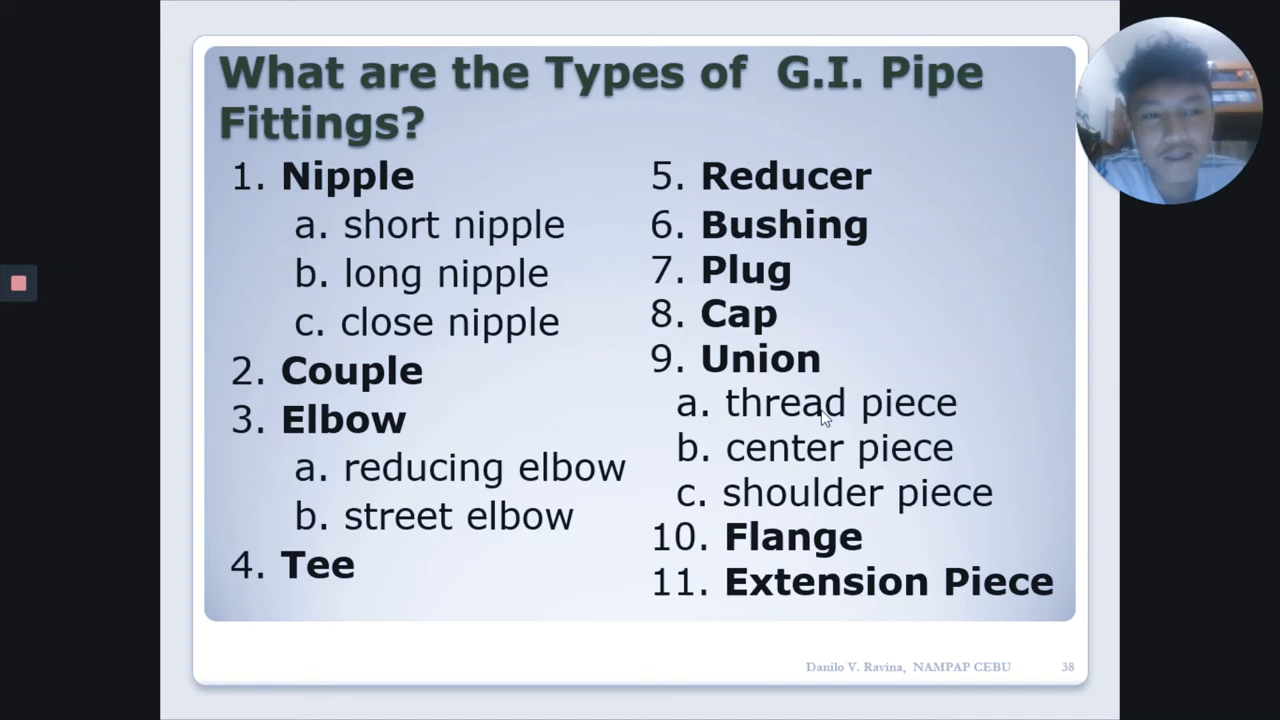 What are the Types of G.I. Pipe
Fittings?
1. Nipple
a. short nipple
b. long nipple
c. close nipple
2. Couple
3. Elbow
a. reducing elbow
b. street elbow
4. Tee
5. Reducer
6. Bushing
7. Plug
8. Cap
9. Union
a. thread piece
b. center piece
c. shoulder piece
10. Flange
11. Extension Piece
Danilo V. Ravina, NAMPAP CEBU 38